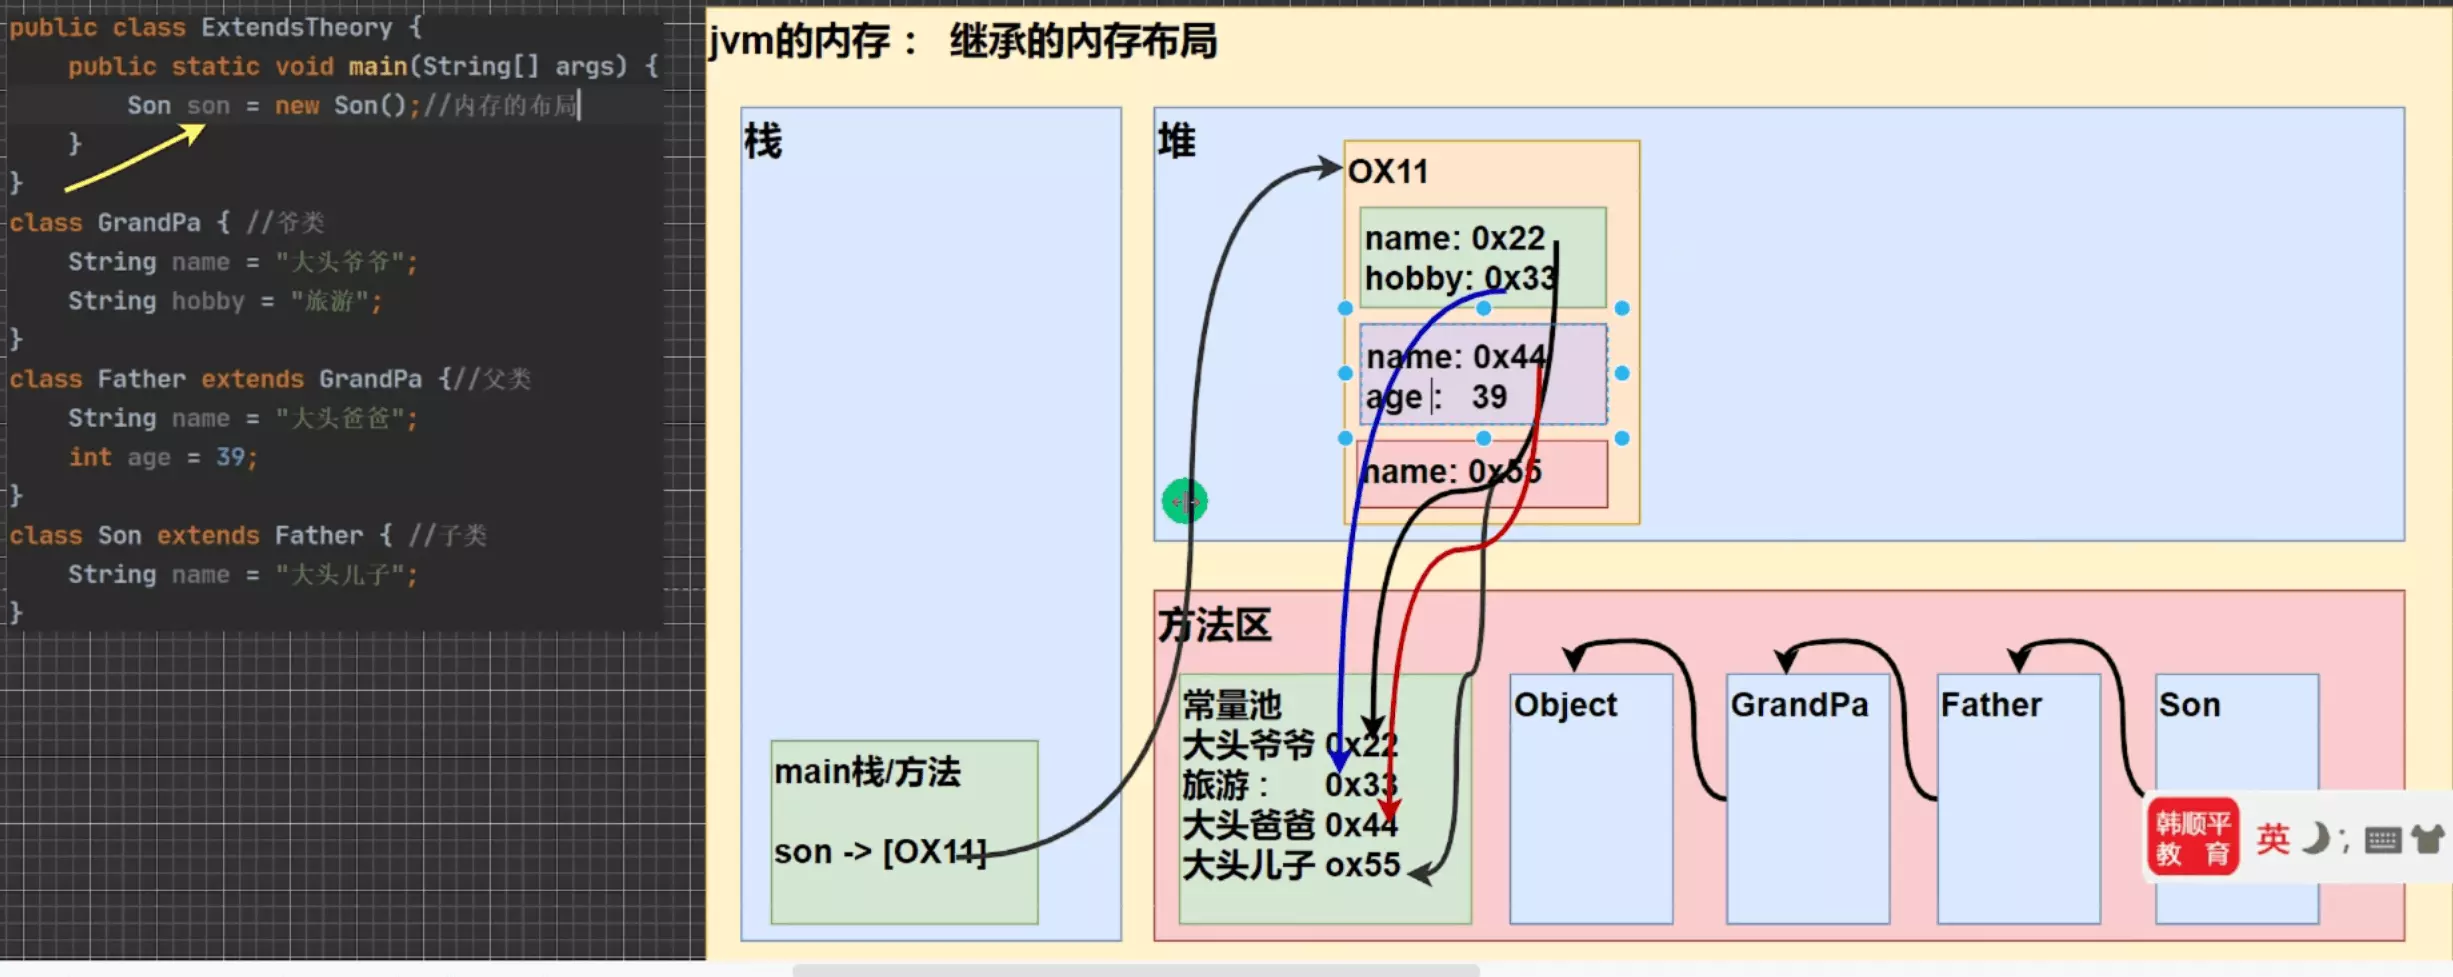 public class ExtendsTheory {
public static void main(String[] args) {
Son son = new Son();//内存的布局
}
}
class GrandPa { //爷类
String name = "大头爷爷";
String hobby = "旅游";
}
class Father extends GrandPa {//父类
String name = "大头爸爸";
int age = 39;
}
class Son extends Father { //子类
String name = "大头儿子";
}
jvm的内存： 继承的内存布局
栈
main栈/方法
son -> [OX11]
堆
OX11
name: 0x22
hobby: 0x33
name: 0x44
age : 39
name: 0x55
方法区
常量池
大头爷爷 0x22
旅游： 0x33
大头爸爸 0x44
大头儿子 ox55
Object
GrandPa
Father
Son
韩顺平
教 育
英 ;